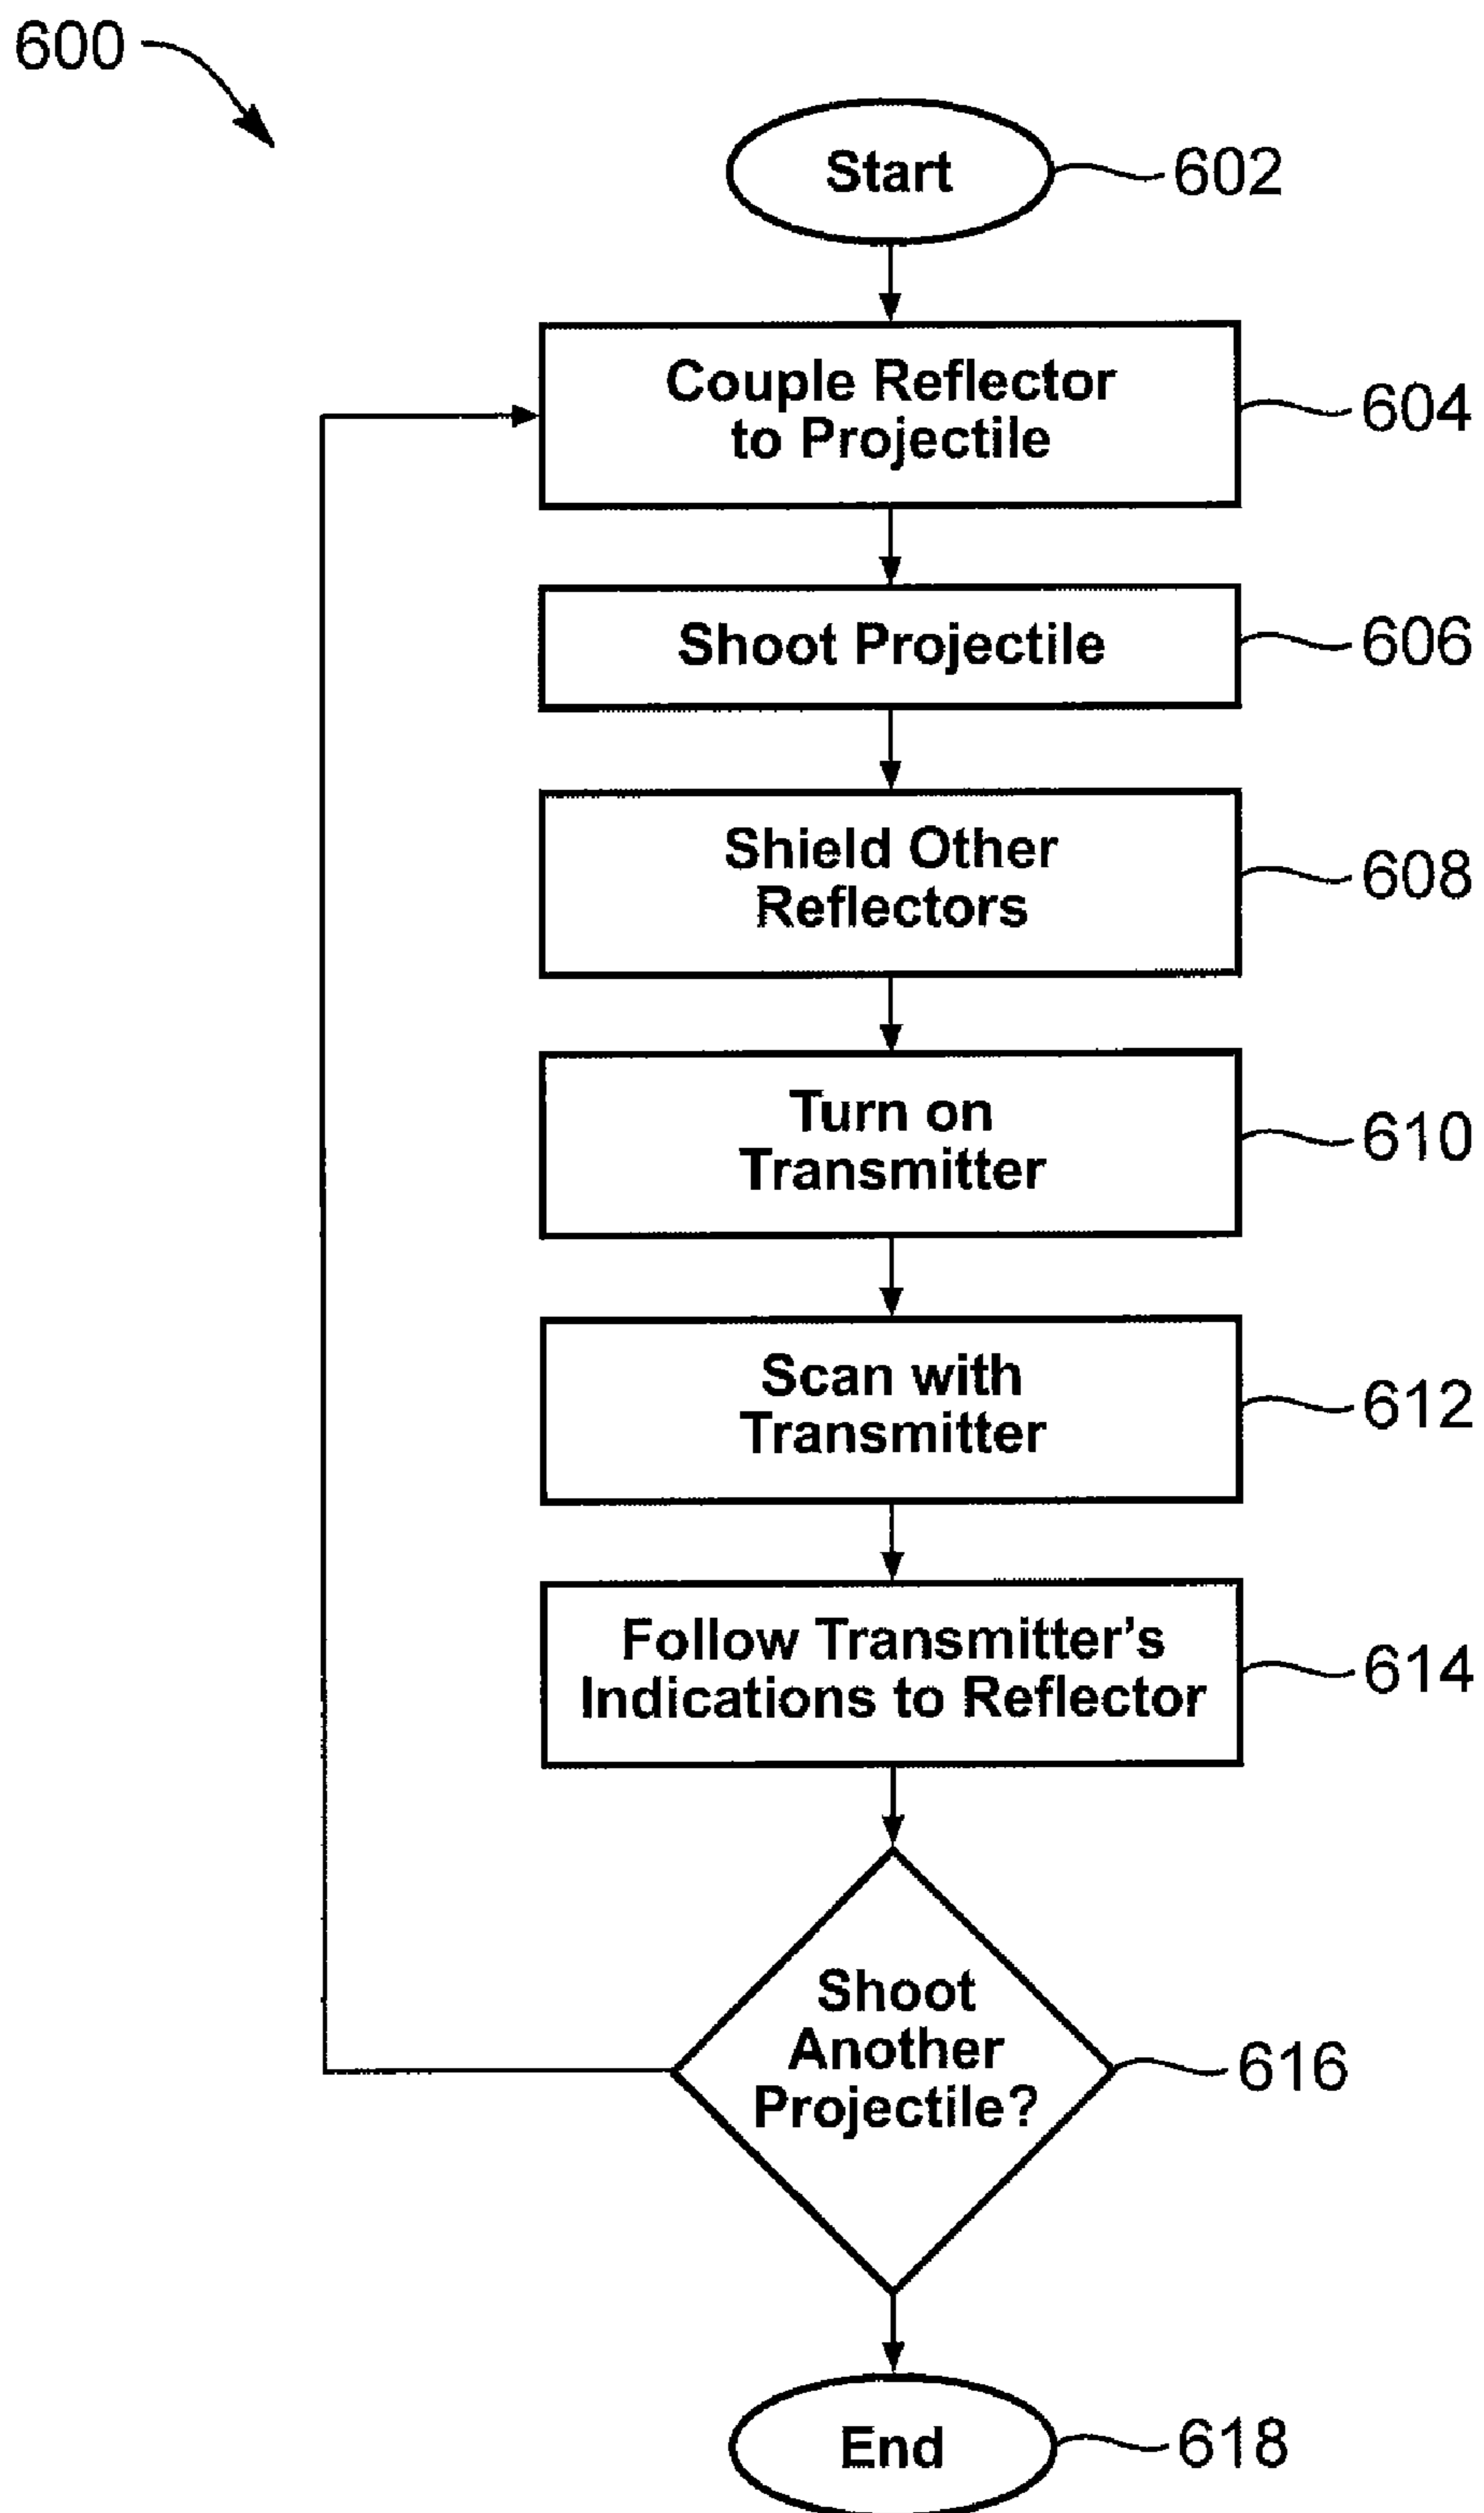 600
Start
602
Couple Reflector
to Projectile
604
Shoot Projectile
606
Shield Other
Reflectors
608
Turn on
Transmitter
610
Scan with
Transmitter
612
Follow Transmitter’s
Indications to Reflector
614
Shoot
Another
Projectile?
616
End
618